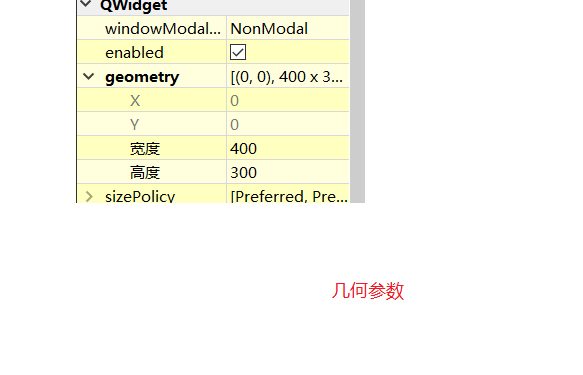 QWidget
windowModal... NonModal
enabled
geometry [(0, 0), 400 x 3...
X 0
Y 0
宽度 400
高度 300
sizePolicy [Preferred, Pre...
几何参数